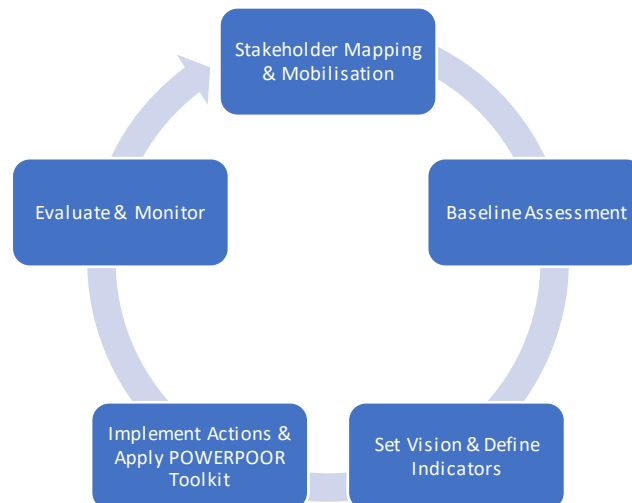 Stakeholder Mapping
& Mobilisation
Baseline Assessment
Set Vision & Define
Indicators
Implement Actions &
Apply POWERPOOR
Toolkit
Evaluate & Monitor